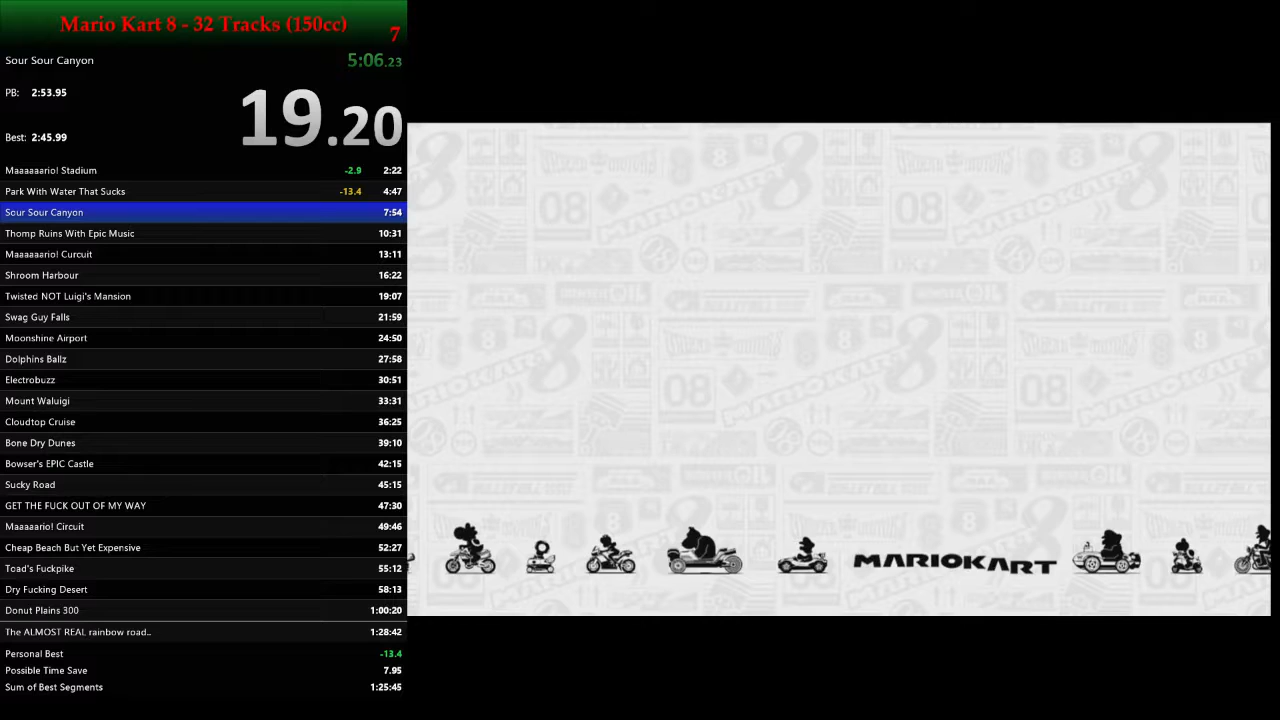 Mario Kart 8 - 32 Tracks (150cc)
7
Sour Sour Canyon 5:06.23
PB: 2:53.95
19.20
Best: 2:45.99
Maaaaaario! Stadium -2.9 2:22
Park With Water That Sucks -13.4 4:47
Sour Sour Canyon 7:54
Thomp Ruins With Epic Music 10:31
Maaaaaario! Curcuit 13:11
Shroom Harbour 16:22
Twisted NOT Luigi's Mansion 19:07
Swag Guy Falls 21:59
Moonshine Airport 24:50
Dolphins Ballz 27:58
Electrobuzz 30:51
Mount Waluigi 33:31
Cloudtop Cruise 36:25
Bone Dry Dunes 39:10
Bowser's EPIC Castle 42:15
Sucky Road 45:15
GET THE FUCK OUT OF MY WAY 47:30
Maaaaario! Circuit 49:46
Cheap Beach But Yet Expensive 52:27
Toad's Fuckpike 55:12
Dry Fucking Desert 58:13
Donut Plains 300 1:00:20
The ALMOST REAL rainbow road.. 1:28:42
Personal Best -13.4
Possible Time Save 7.95
Sum of Best Segments 1:25:45
MARIOKART